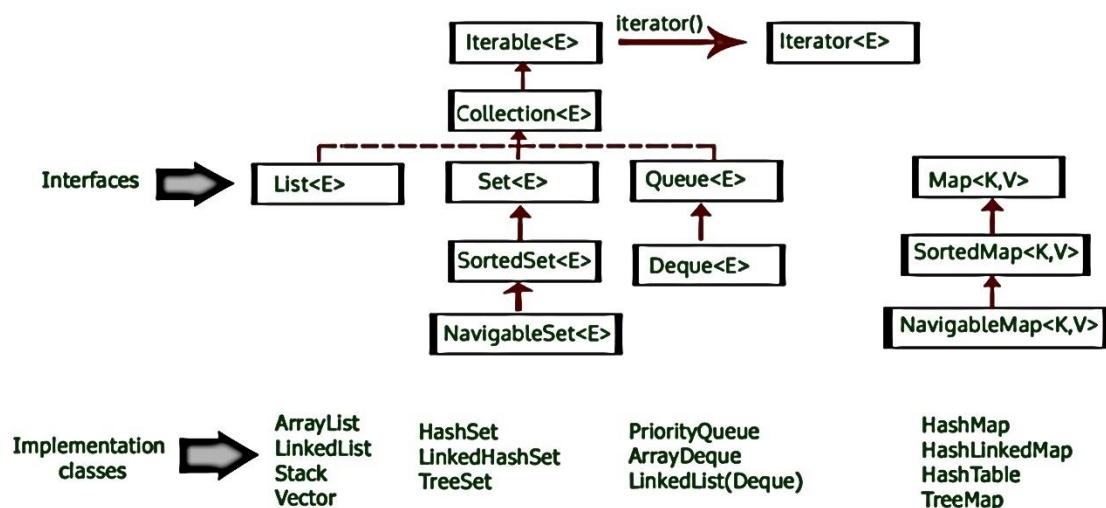 Iterable<E>
iterator()
Iterator<E>
Collection<E>
Interfaces
List<E>
Set<E>
Queue<E>
Map<K,V>
SortedSet<E>
Deque<E>
SortedMap<K,V>
NavigableSet<E>
NavigableMap<K,V>
Implementation
classes
ArrayList
LinkedList
Stack
Vector
HashSet
LinkedHashSet
TreeSet
PriorityQueue
ArrayDeque
LinkedList(Deque)
HashMap
HashLinkedMap
HashTable
TreeMap